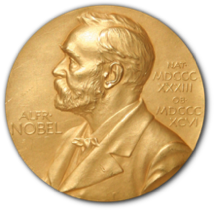 ALFR·
NOBEL
NAT·
MDCCC
XXXIII
OB·
MDCCC
XCVI